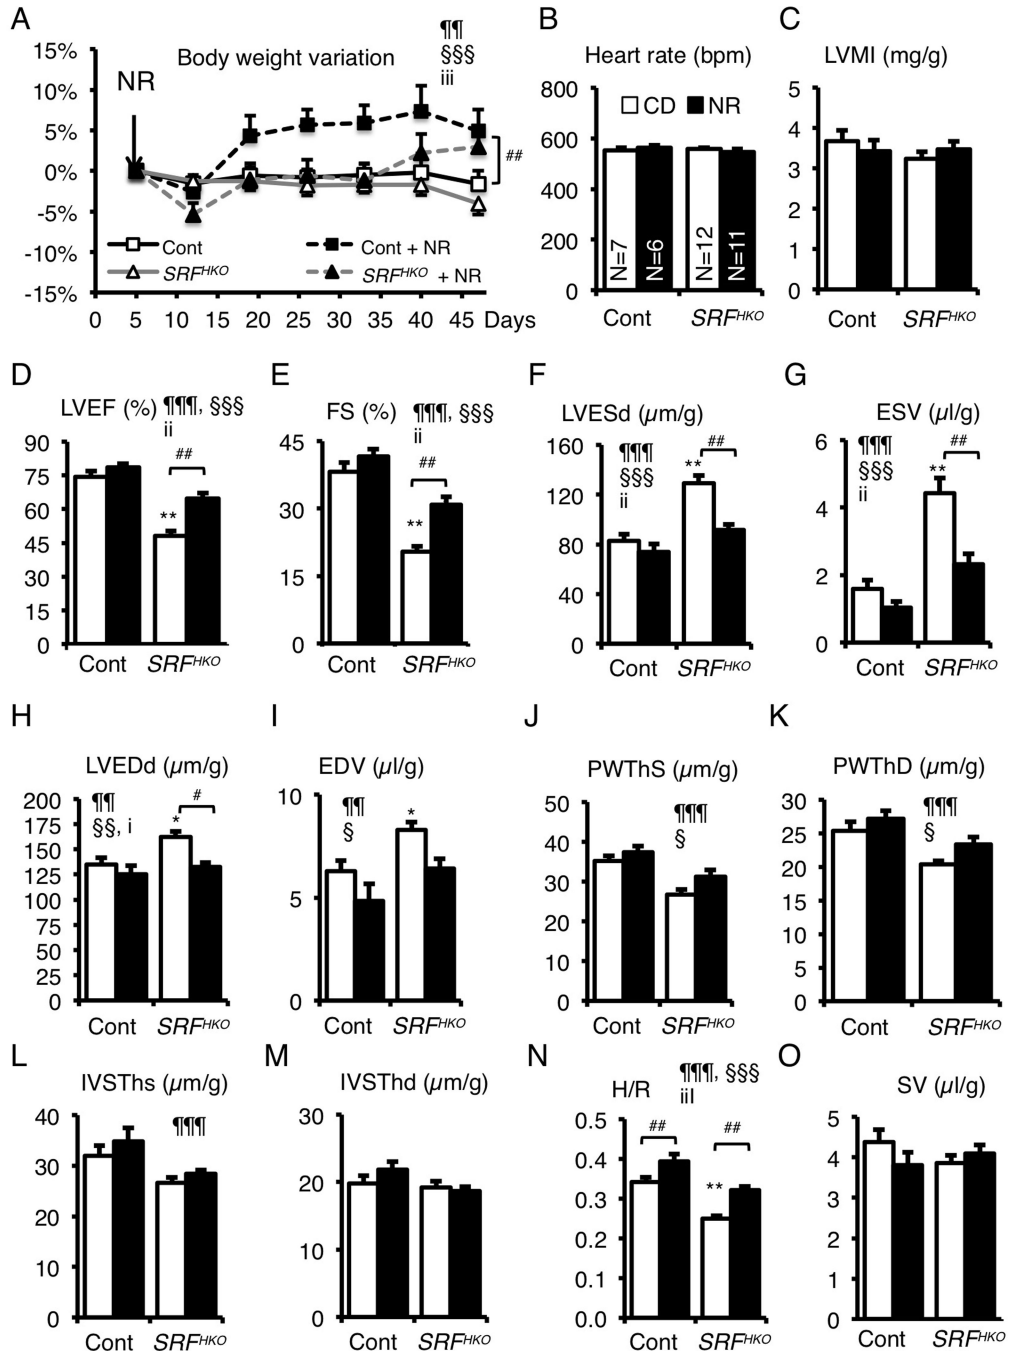 A
Body weight variation
¶¶
§§§
iii
15%
10%
5%
0%
-5%
-10%
-15%
NR
##
Cont
Cont + NR
SRFHKO
SRFHKO + NR
0 5 10 15 20 25 30 35 40 45 Days
B
Heart rate (bpm)
CD NR
800
600
400
200
0
N=7
N=6
N=12
N=11
Cont SRFHKO
C
LVMI (mg/g)
5
4
3
2
1
0
Cont SRFHKO
D
LVEF (%) ¶¶¶, §§§
ii
##
**
90
75
60
45
30
15
0
Cont SRFHKO
E
FS (%) ¶¶¶, §§§
ii
##
**
45
30
15
0
Cont SRFHKO
F
LVESd (µm/g)
¶¶¶
§§§
ii
##
**
160
120
80
40
0
Cont SRFHKO
G
ESV (µl/g)
¶¶¶
§§§
ii
##
**
6
4
2
0
Cont SRFHKO
H
LVEDd (µm/g)
¶¶
§§, i
#
*
200
175
150
125
100
75
50
25
0
Cont SRFHKO
I
EDV (µl/g)
¶¶
§
*
10
5
0
Cont SRFHKO
J
PWThS (µm/g)
¶¶¶
§
50
40
30
20
10
0
Cont SRFHKO
K
PWThD (µm/g)
¶¶¶
§
30
25
20
15
10
5
0
Cont SRFHKO
L
IVSThs (µm/g)
¶¶¶
40
30
20
10
0
Cont SRFHKO
M
IVSThd (µm/g)
30
20
10
0
Cont SRFHKO
N
H/R
¶¶¶, §§§
iiI
##
##
**
0.5
0.4
0.3
0.2
0.1
0.0
Cont SRFHKO
O
SV (µl/g)
5
4
3
2
1
0
Cont SRFHKO